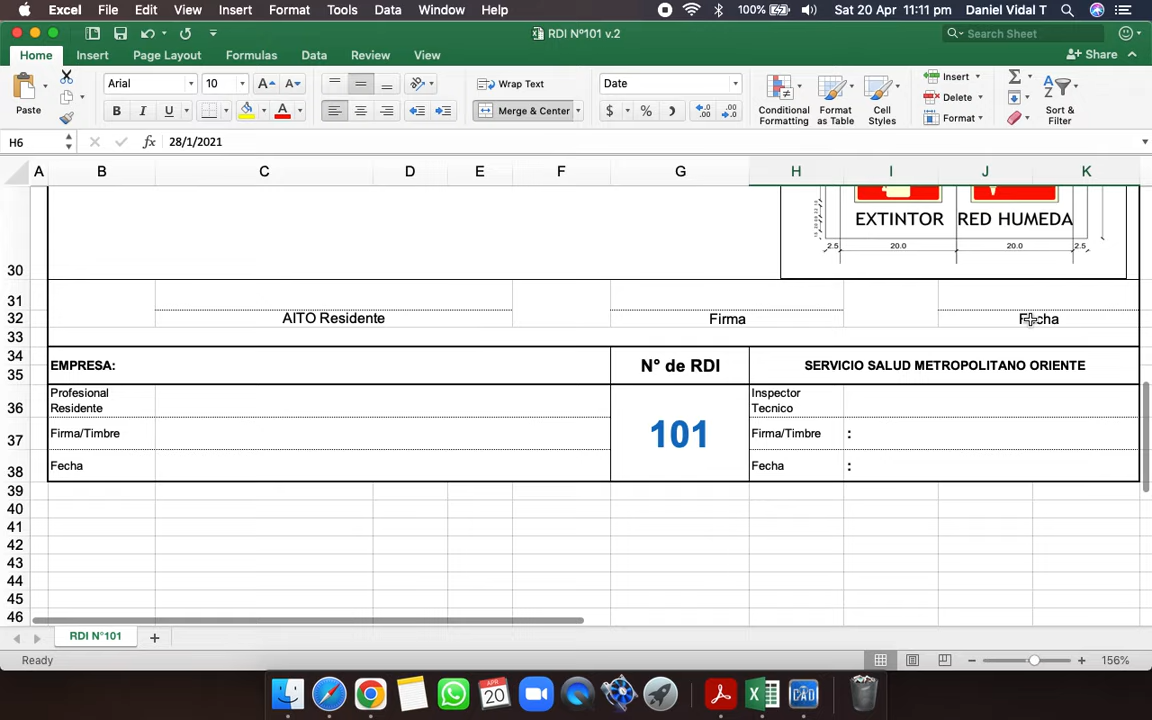 Excel File Edit View Insert Format Tools Data Window Help 100% Sat 20 Apr 11:11 pm Daniel Vidal T
RDI Nº101 v.2 Search Sheet
Home Insert Page Layout Formulas Data Review View Share
Paste Arial 10 A A Wrap Text Date Insert
B I U A Merge & Center $ % Conditional Formatting Format as Table Cell Styles Delete Format Sort & Filter
H6 fx 28/1/2021
A B C D E F G H I J K
EXTINTOR RED HUMEDA
2.5 20.0 20.0 2.5
30
31
32 AITO Residente Firma Fecha
33
34
35 EMPRESA: N° de RDI SERVICIO SALUD METROPOLITANO ORIENTE
36 Profesional Residente 101 Inspector Tecnico
37 Firma/Timbre Firma/Timbre :
38 Fecha Fecha :
39
40
41
42
43
44
45
46
RDI N°101
Ready 156%
APR
20
CAD